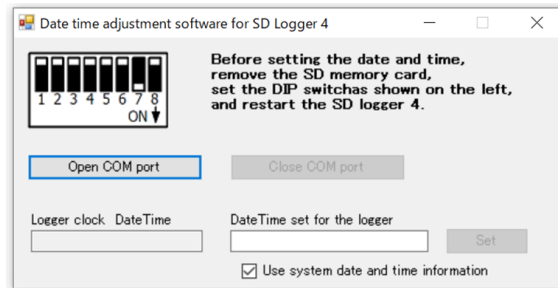 Date time adjustment software for SD Logger 4
Before setting the date and time,
remove the SD memory card,
set the DIP switchas shown on the left,
and restart the SD logger 4.
1 2 3 4 5 6 7 8
ON
Open COM port
Close COM port
Logger clock DateTime
DateTime set for the logger
Set
Use system date and time information